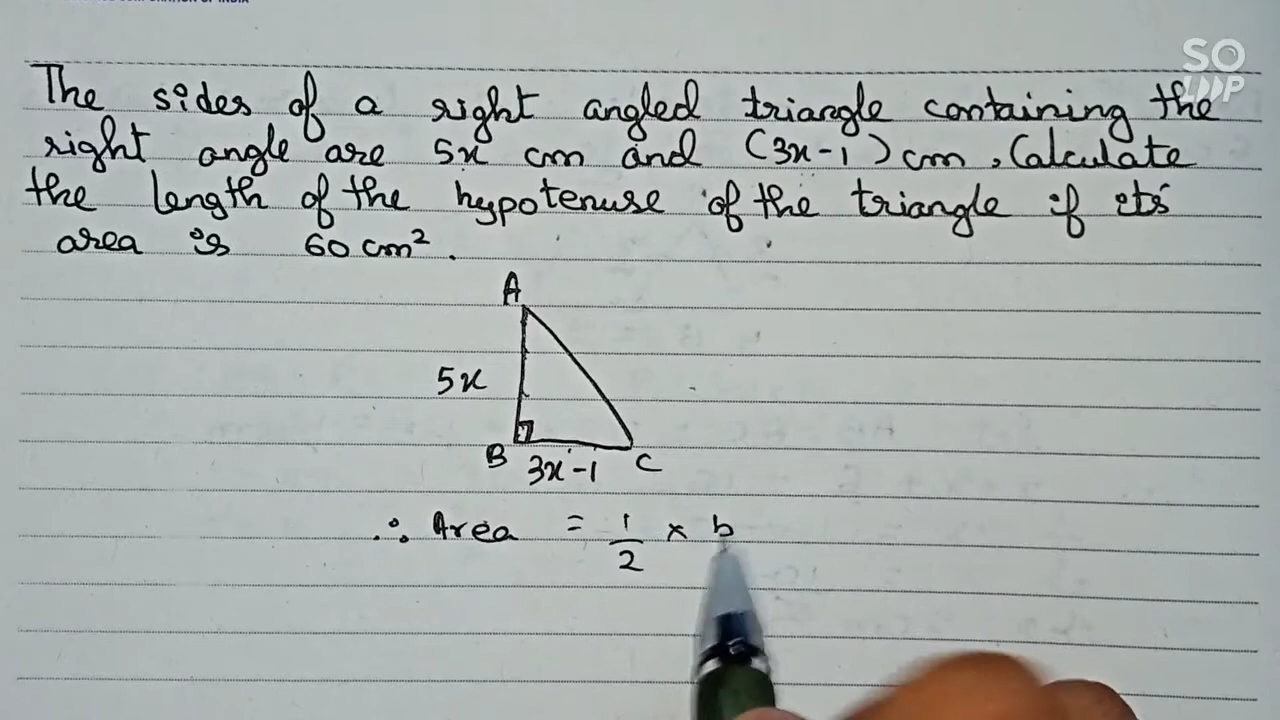 SO
LOOP
The sides of a right angled triangle containing the
right angle are 5x cm and (3x-1) cm. Calculate
the length of the hypotenuse of the triangle if its
area is 60 cm² .
A
5x
B 3x-1 C
∴ Area = 1/2 × b